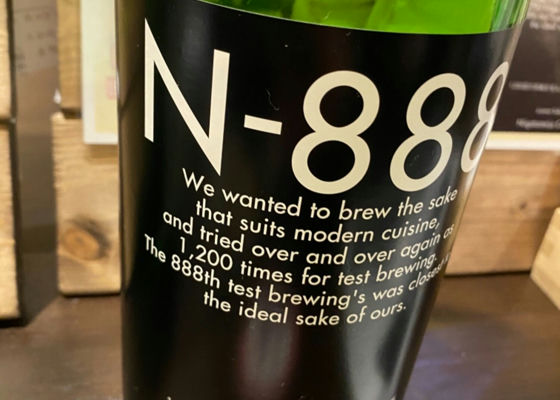 N-888
We wanted to brew the sake
that suits modern cuisine,
and tried over and over again as
1,200 times for test brewing.
The 888th test brewing's was closest
the ideal sake of ours.